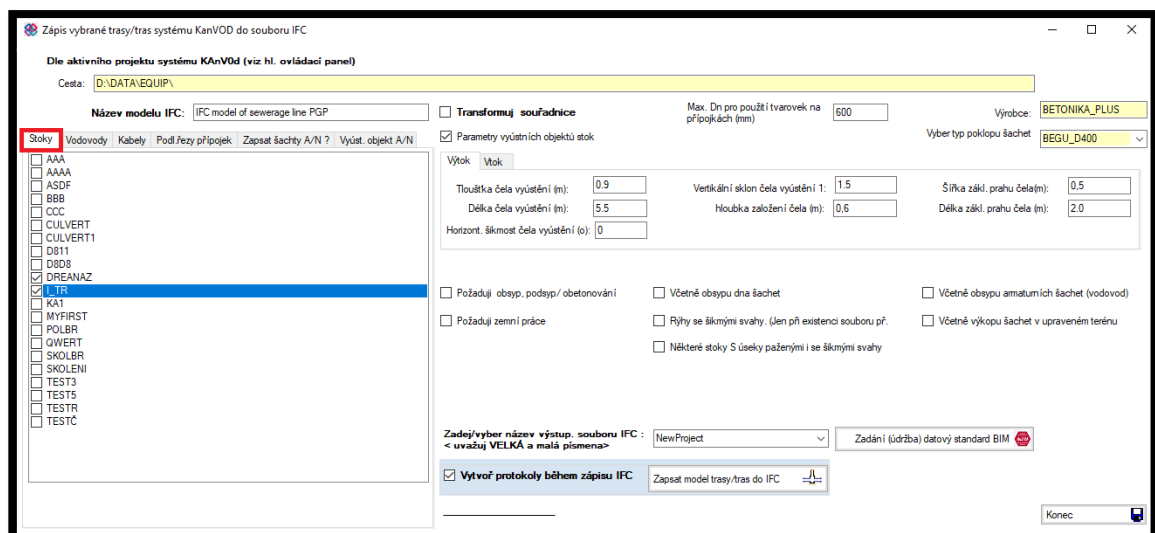 Zápis vybrané trasy/tras systému KanVOD do souboru IFC
Dle aktivního projektu systému KAnV0d (viz hl. ovládací panel)
Cesta: D:\DATA\EQUIP\
Název modelu IFC: IFC model of sewerage line PGP
Transformuj souřadnice
Max. Dn pro použtí tvarovek na přípojkách (mm) 600
Výrobce: BETONIKA_PLUS
Stoky Vodovody Kabely Podl.řezy přípojek Zapsat šachty A/N ? Vyúst. objekt A/N
Parametry vyústních objektů stok
Vyber typ poklopu šachet BEGU_D400
AAA
AAAA
ASDF
BBB
CCC
CULVERT
CULVERT1
D811
D8D8
DREANAZ
I_TR
KA1
MYFIRST
POLBR
QWERT
SKOLBR
SKOLENI
TEST3
TEST5
TESTR
TESTČ
Výtok Vtok
Tloušťka čela vyústění (m): 0.9 Vertikální sklon čela vyústění 1: 1.5 Šířka zákl. prahu čela(m): 0,5
Délka čela vyústění (m): 5.5 hloubka založení čela (m): 0,6 Délka zákl. prahu čela (m): 2.0
Horizont. šikmost čela vyústění (o): 0
Požaduji obsyp, podsyp/ obetonování Včetně obsypu dna šachet Včetně obsypu armaturních šachet (vodovod)
Požaduji zemní práce Rýhy se šikmými svahy. (Jen při existenci souboru př. Včetně výkopu šachet v upraveném terénu
Některé stoky S úseky paženými i se šikmými svahy
Zadej/vyber název výstup. souboru IFC :
< uvažuj VELKÁ a malá písmena>
NewProject
Zadání (údržba) datový standard BIM
Vytvoř protokoly během zápisu IFC Zapsat model trasy/tras do IFC
Konec